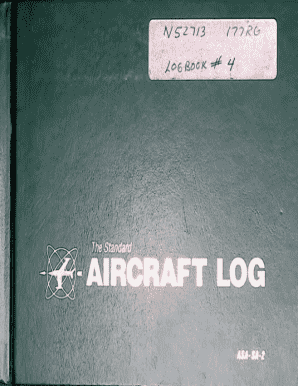 N52713 177RG
LOGBOOK # 4
The Standard
AIRCRAFT LOG
ASA-SA-2